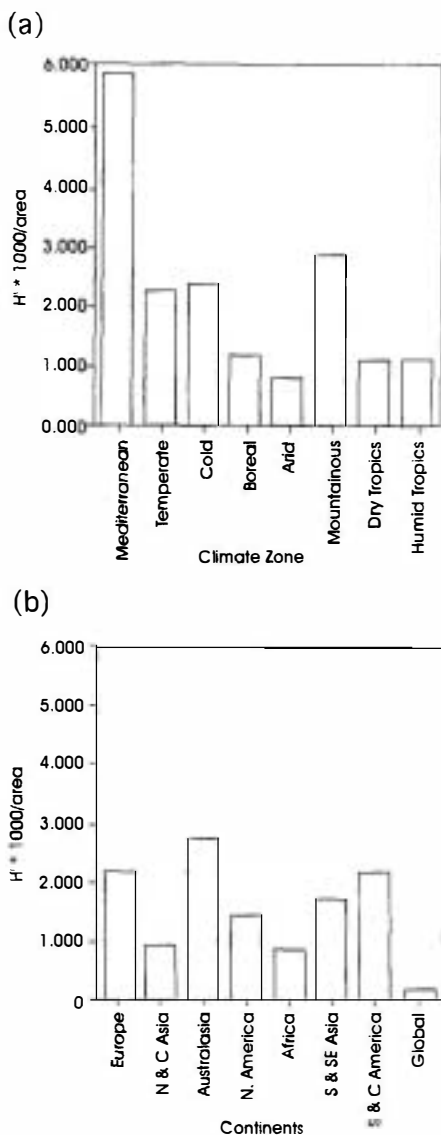 (a)
6.000
5.000
4.000
3.000
2.000
1.000
0.000
H' * 1000/area
Mediterranean
Temperate
Cold
Boreal
Arid
Mountainous
Dry Tropics
Humid Tropics
Climate Zone
(b)
6.000
5.000
4.000
3.000
2.000
1.000
0
H' * 1000/area
Europe
N & C Asia
Australasia
N. America
Africa
S & SE Asia
S & C America
Global
Continents